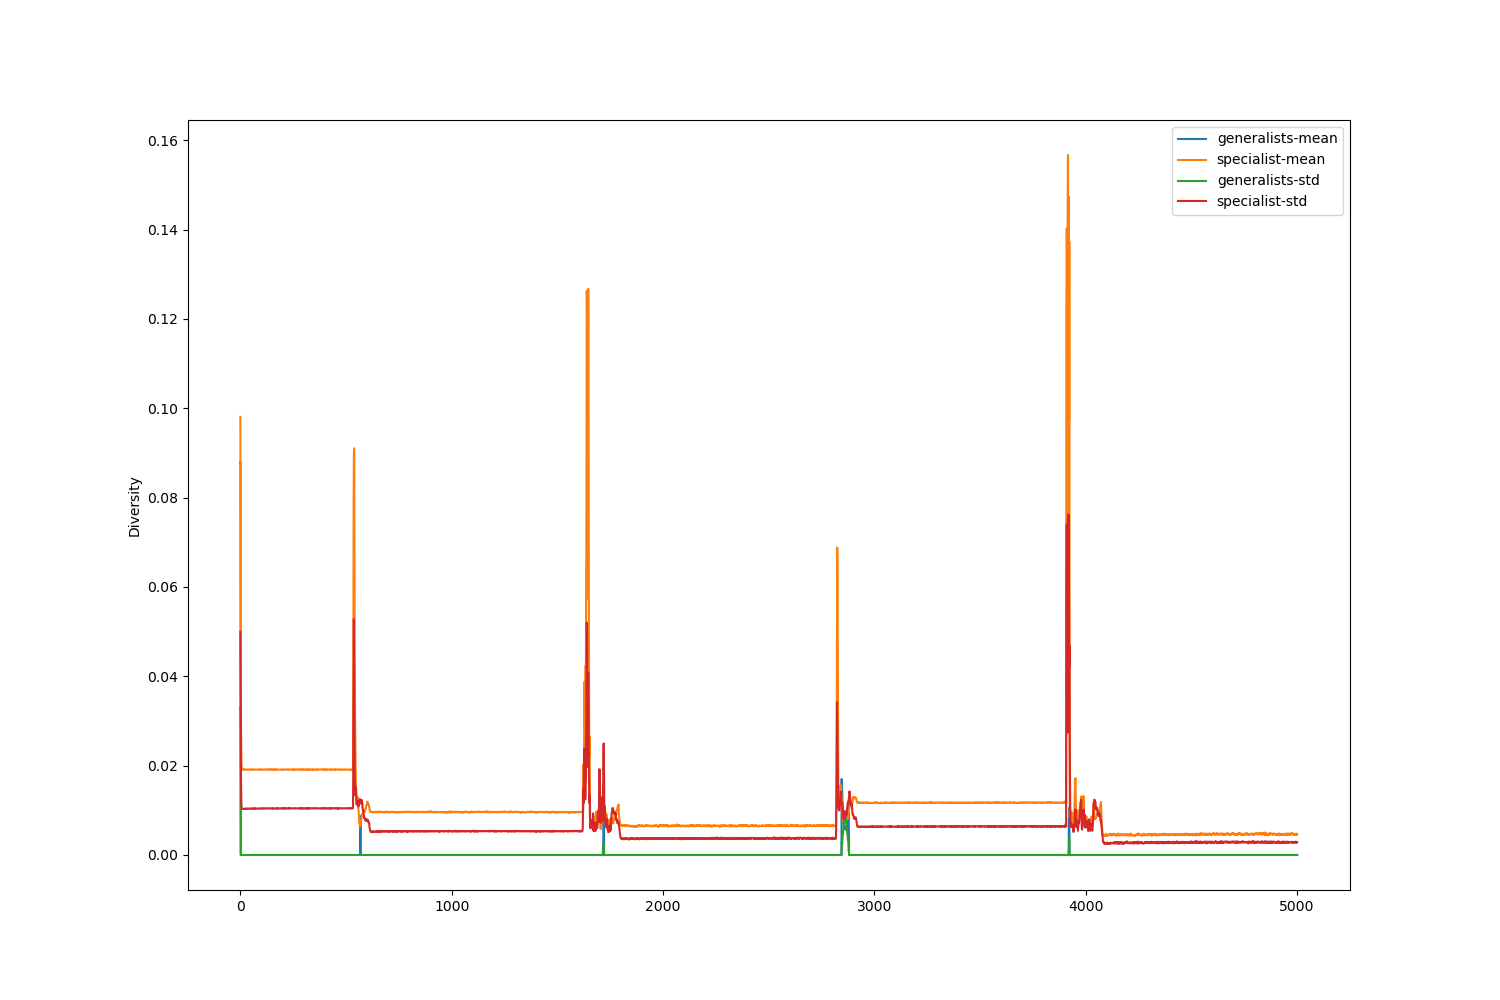 generalists-mean
specialist-mean
generalists-std
specialist-std
0.16
0.14
0.12
0.10
0.08
0.06
0.04
0.02
0.00
Diversity
0 1000 2000 3000 4000 5000